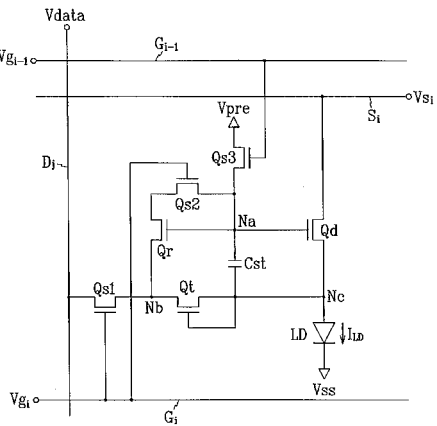 Vdata
Vgi-1
Gi-1
Vsi
Si
Vpre
Dj
Qs3
Qs2
Na
Qd
Qr
Cst
Qs1
Qt
Nb
Nc
LD
ILD
Vss
Vgi
Gi